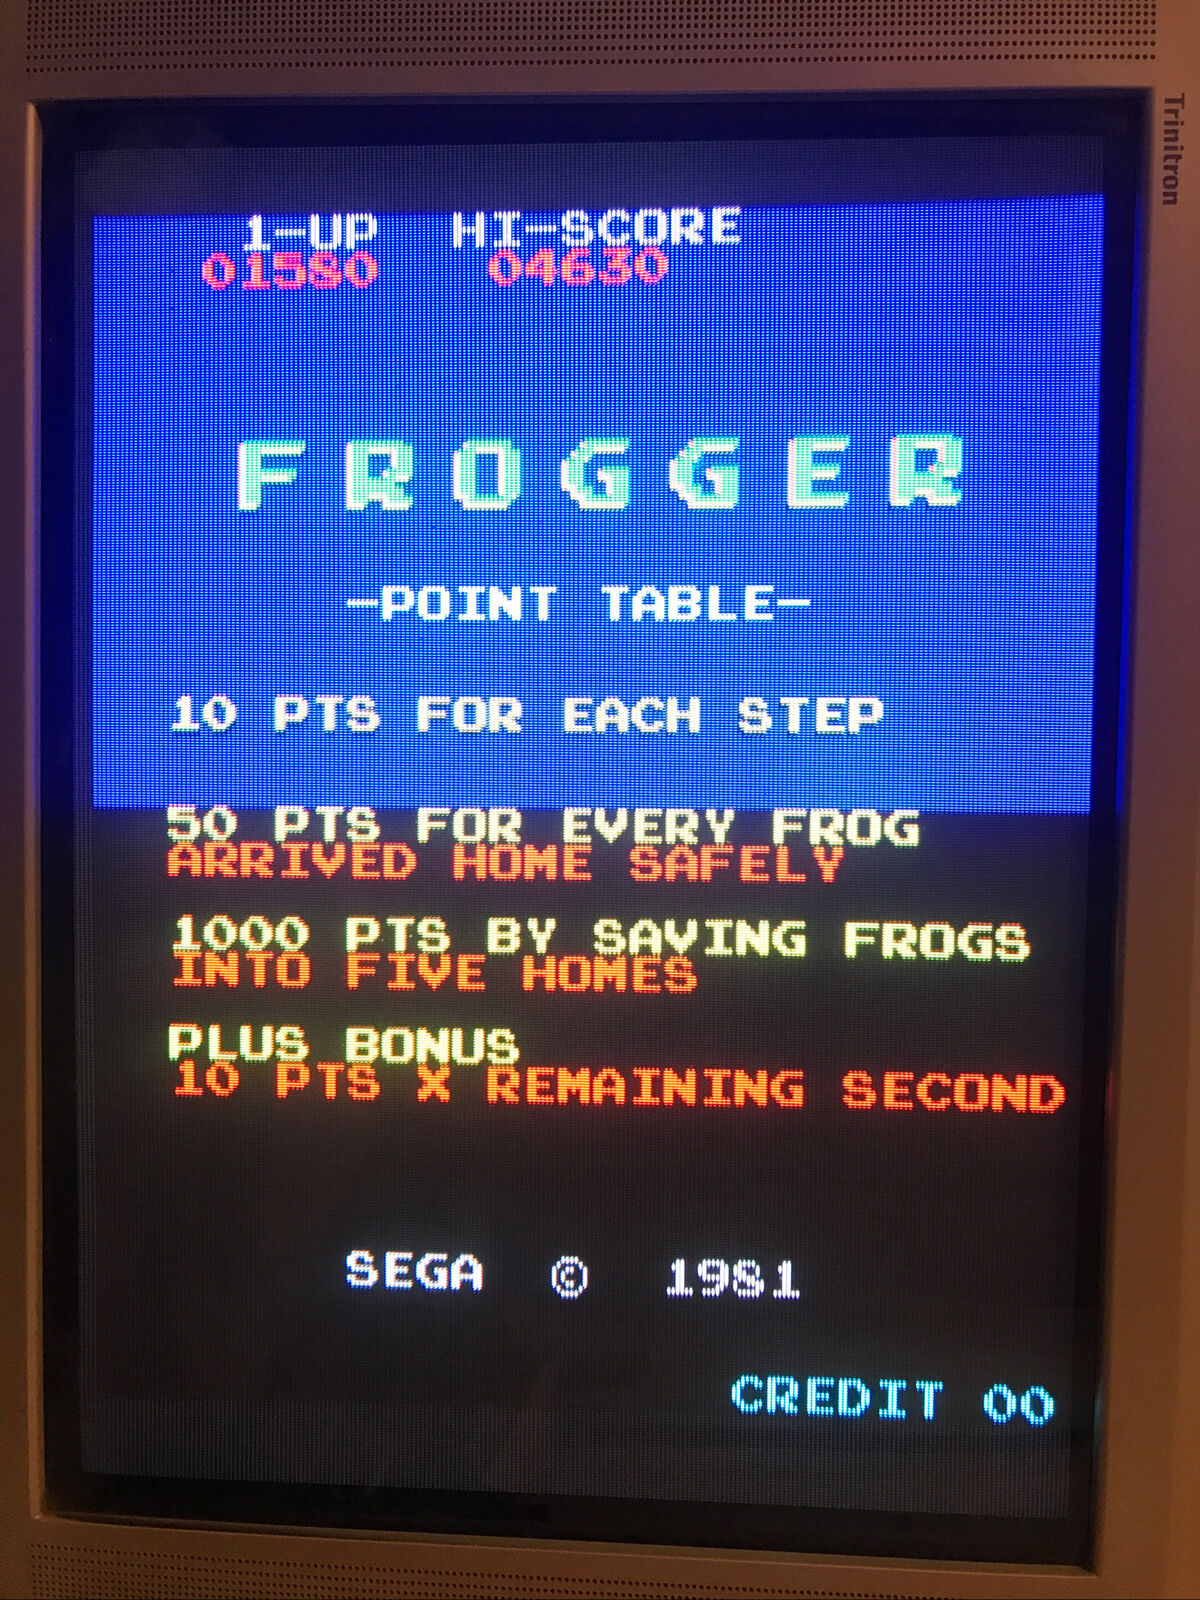 Trinitron
1-UP HI-SCORE
01580 04630
FROGGER
-POINT TABLE-
10 PTS FOR EACH STEP
50 PTS FOR EVERY FROG
ARRIVED HOME SAFELY
1000 PTS BY SAVING FROGS
INTO FIVE HOMES
PLUS BONUS
10 PTS X REMAINING SECOND
SEGA © 1981
CREDIT 00